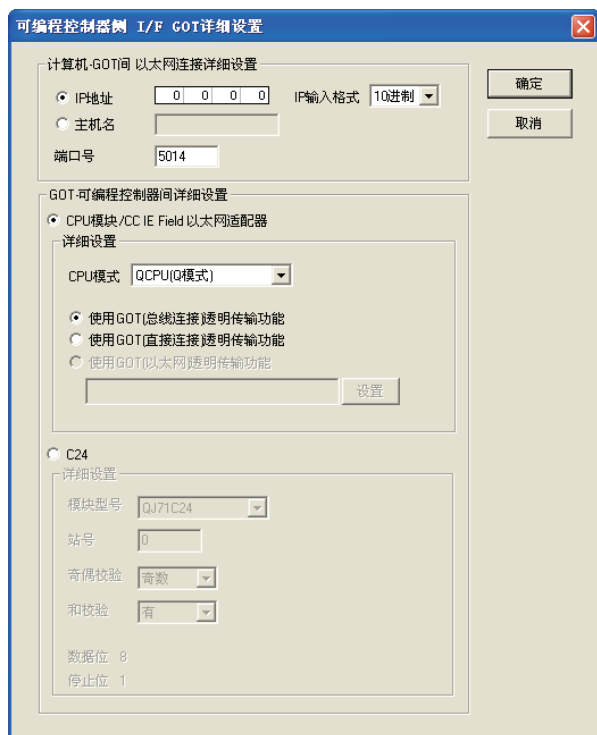 可编程控制器侧 I/F GOT详细设置
计算机-GOT间 以太网连接详细设置
IP地址 0 0 0 0 IP输入格式 10进制
确定
主机名
取消
端口号 5014
GOT-可编程控制器间详细设置
CPU模块/CC IE Field 以太网适配器
详细设置
CPU模式 QCPU(Q模式)
使用GOT(总线连接)透明传输功能
使用GOT(直接连接)透明传输功能
使用GOT(以太网)透明传输功能
设置
C24
详细设置
模块型号 QJ71C24
站号 0
奇偶校验 奇数
和校验 有
数据位 8
停止位 1